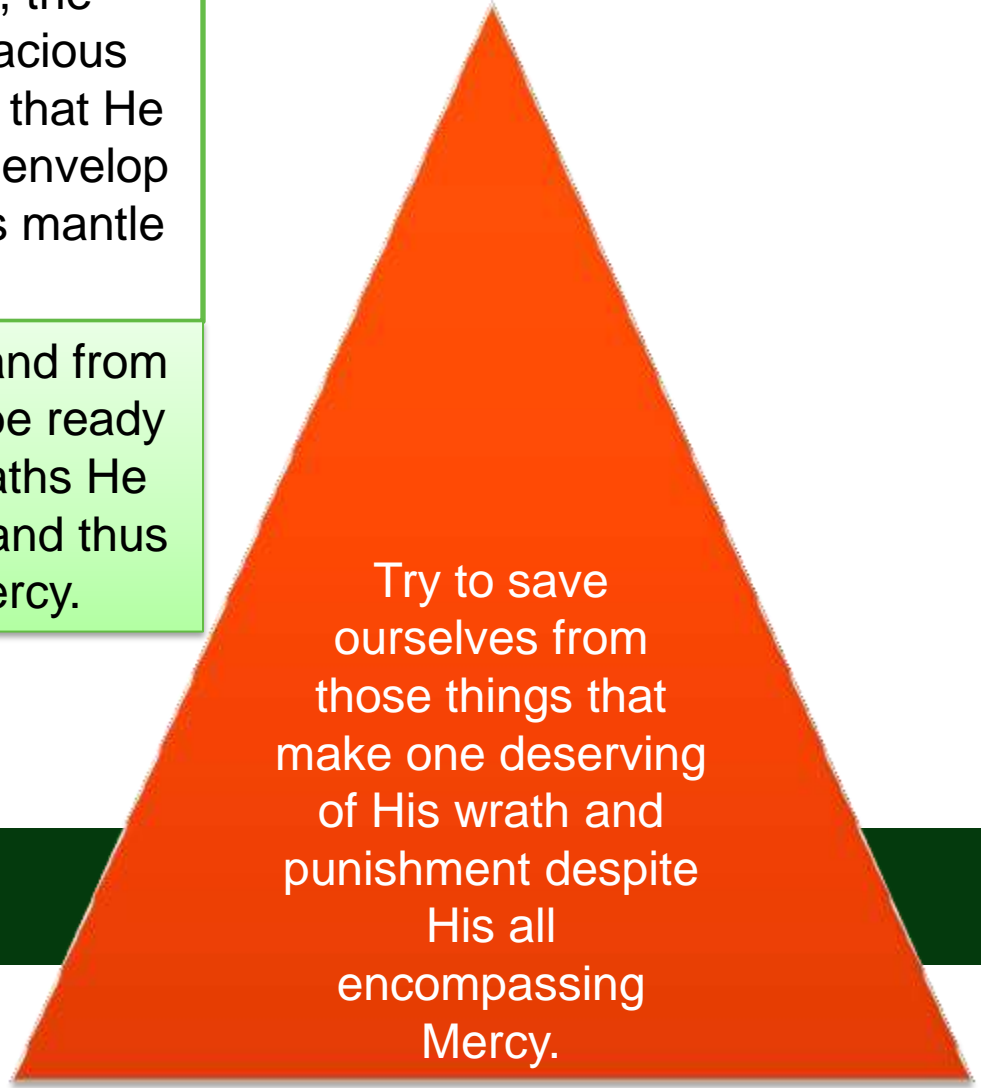 , the
acious
that He
envelop
s mantle
and from
be ready
aths He
and thus
ercy.
Try to save
ourselves from
those things that
make one deserving
of His wrath and
punishment despite
His all
encompassing
Mercy.